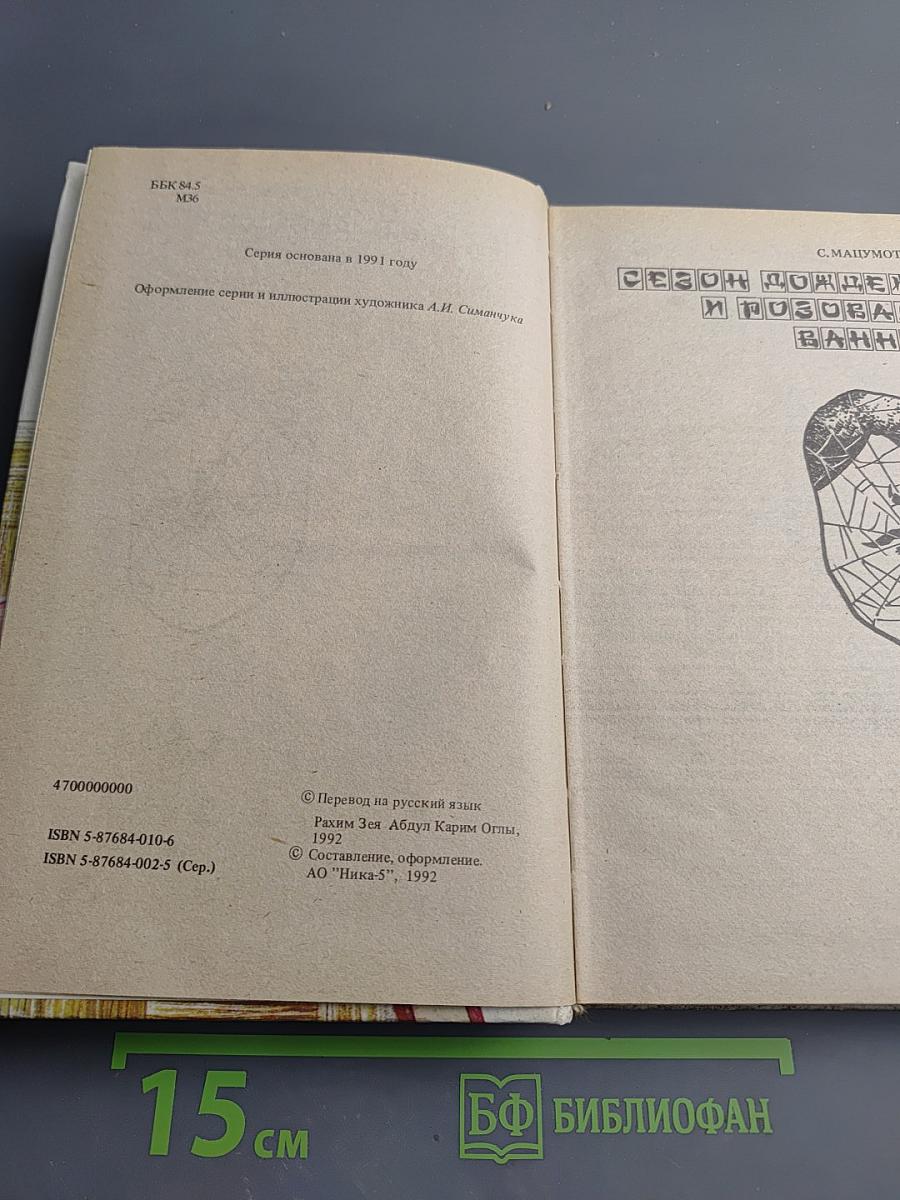 ББК 84.5
М36
Серия основана в 1991 году
Оформление серии и иллюстрации художника А.И. Симанчука
4700000000
ISBN 5-87684-010-6
ISBN 5-87684-002-5 (Сер.)
© Перевод на русский язык
Рахим Зея Абдул Карим Оглы,
1992
© Составление, оформление.
АО "Ника-5", 1992
С. МАЦУМОТ
СЕЗОН ДОЖДЕ
И РОЗОВА
ВАНН
15 см
БФ БИБЛИОФАН